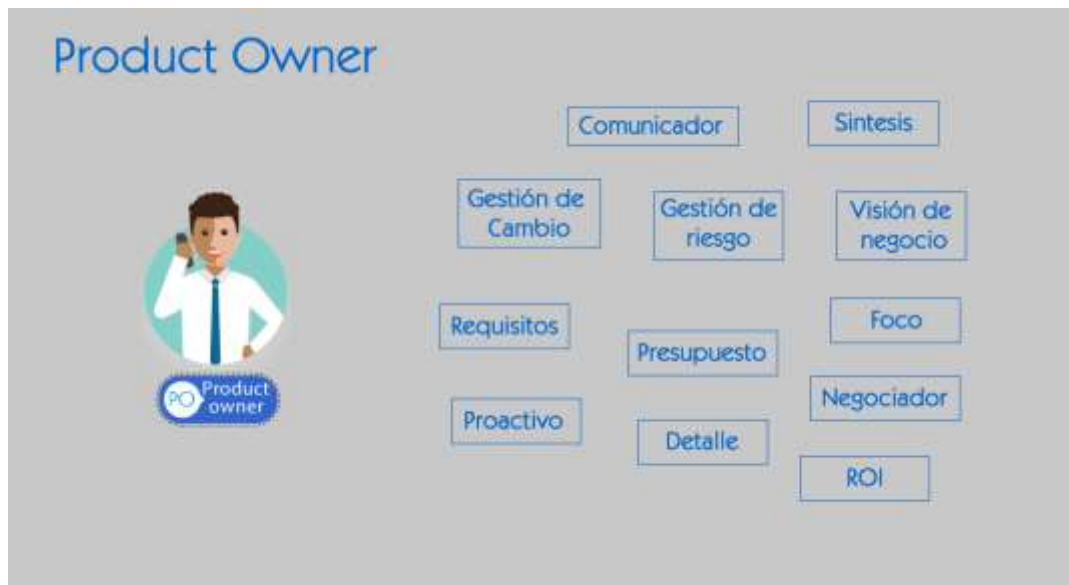 Product Owner
Comunicador
Sintesis
Gestión de
Cambio
Gestión de
riesgo
Visión de
negocio
Requisitos
Presupuesto
Foco
Negociador
Proactivo
Detalle
ROI
PO
Product
owner